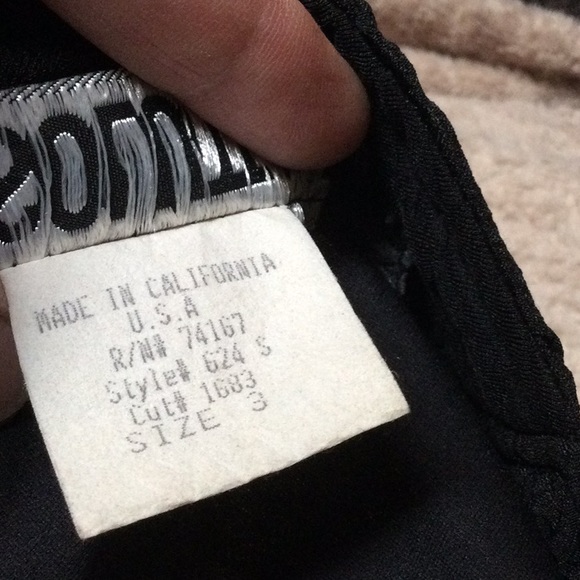 MADE IN CALIFORNIA
U.S.A
R/N# 74167
Style# 624 S
Cut# 1683
SIZE 3